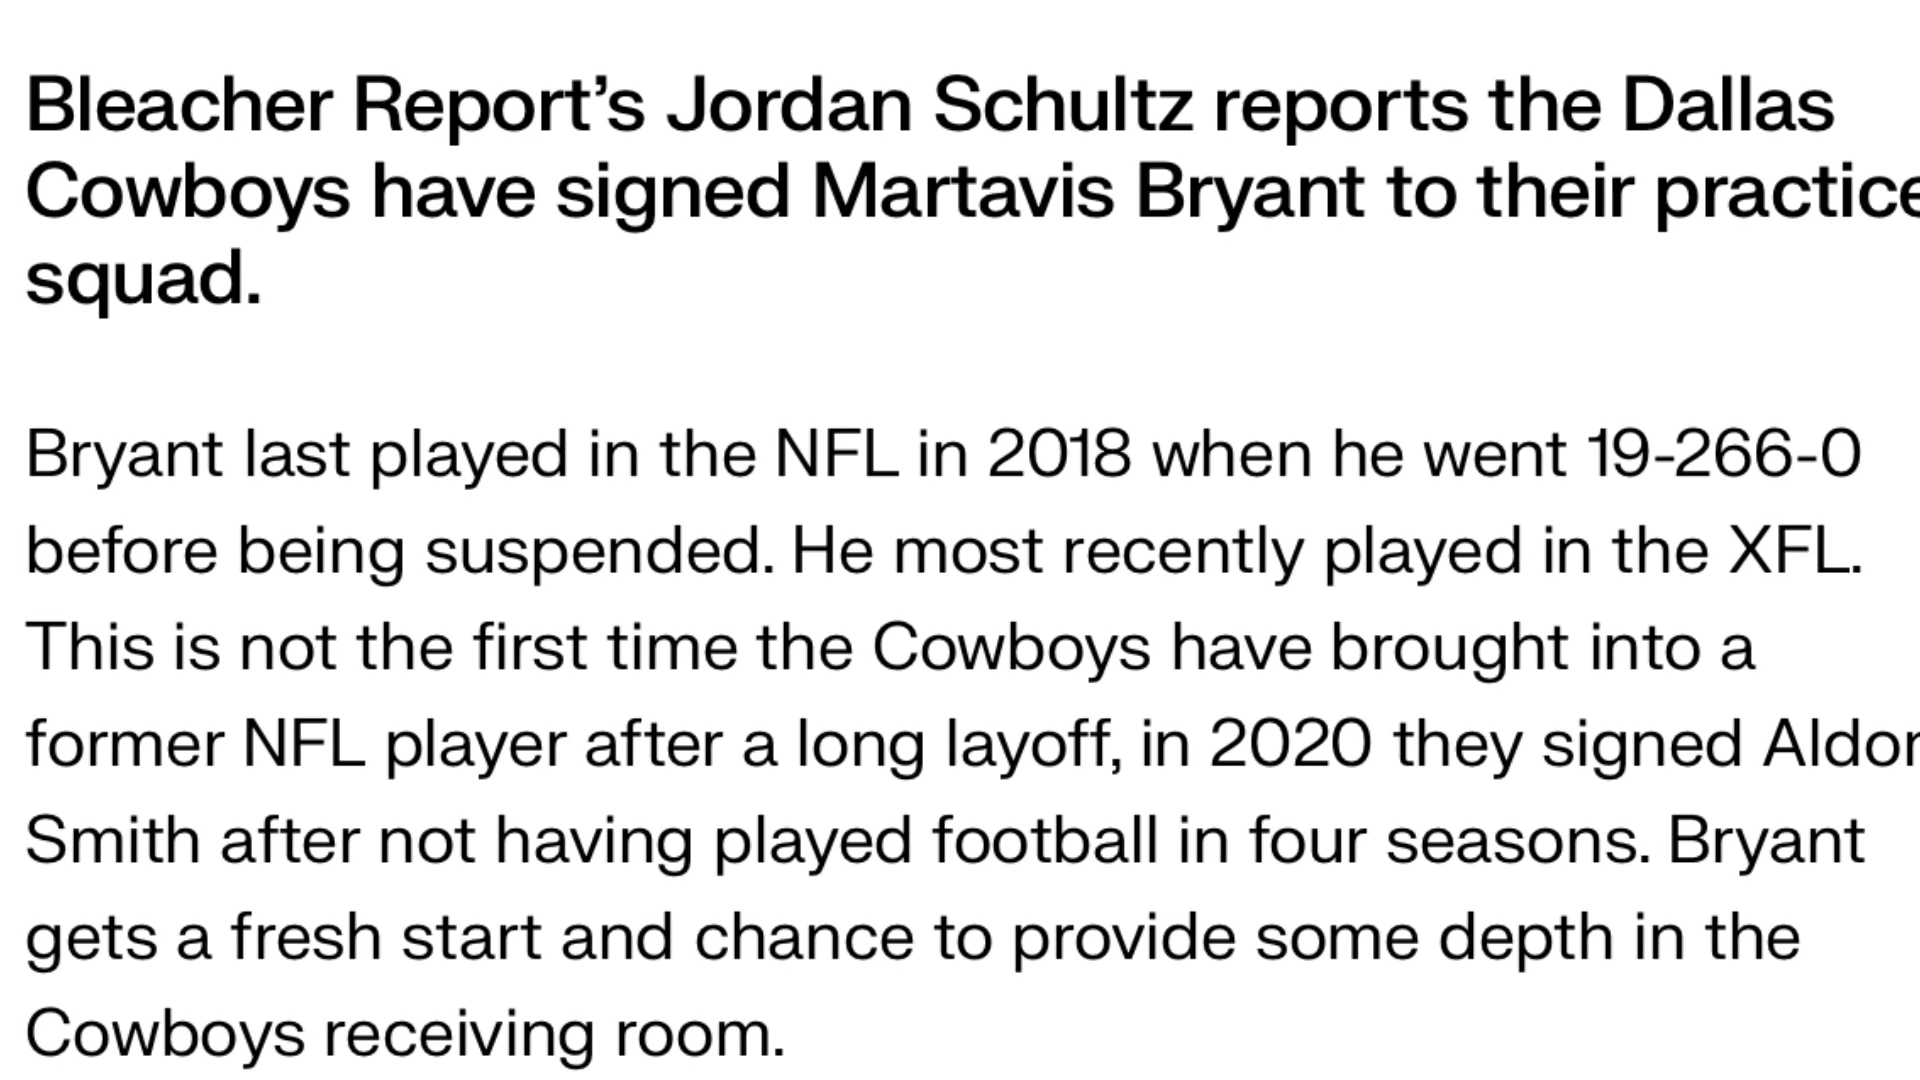 Bleacher Report’s Jordan Schultz reports the Dallas
Cowboys have signed Martavis Bryant to their practice
squad.
Bryant last played in the NFL in 2018 when he went 19-266-0
before being suspended. He most recently played in the XFL.
This is not the first time the Cowboys have brought into a
former NFL player after a long layoff, in 2020 they signed Aldon
Smith after not having played football in four seasons. Bryant
gets a fresh start and chance to provide some depth in the
Cowboys receiving room.